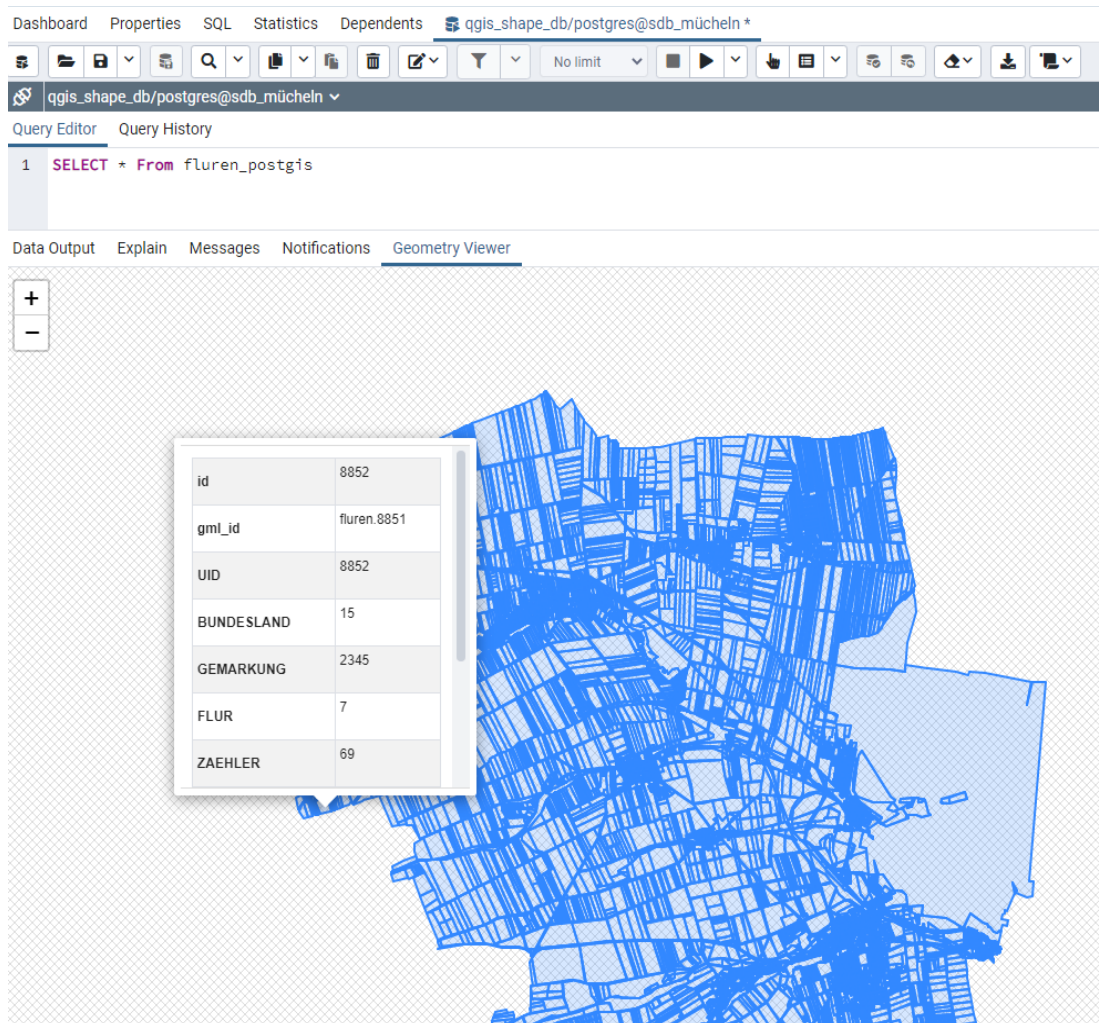 Dashboard Properties SQL Statistics Dependents qgis_shape_db/postgres@sdb_mücheln *
No limit
qgis_shape_db/postgres@sdb_mücheln
Query Editor Query History
1 SELECT * From fluren_postgis
Data Output Explain Messages Notifications Geometry Viewer
+
−
id 8852
gml_id fluren.8851
UID 8852
BUNDESLAND 15
GEMARKUNG 2345
FLUR 7
ZAEHLER 69